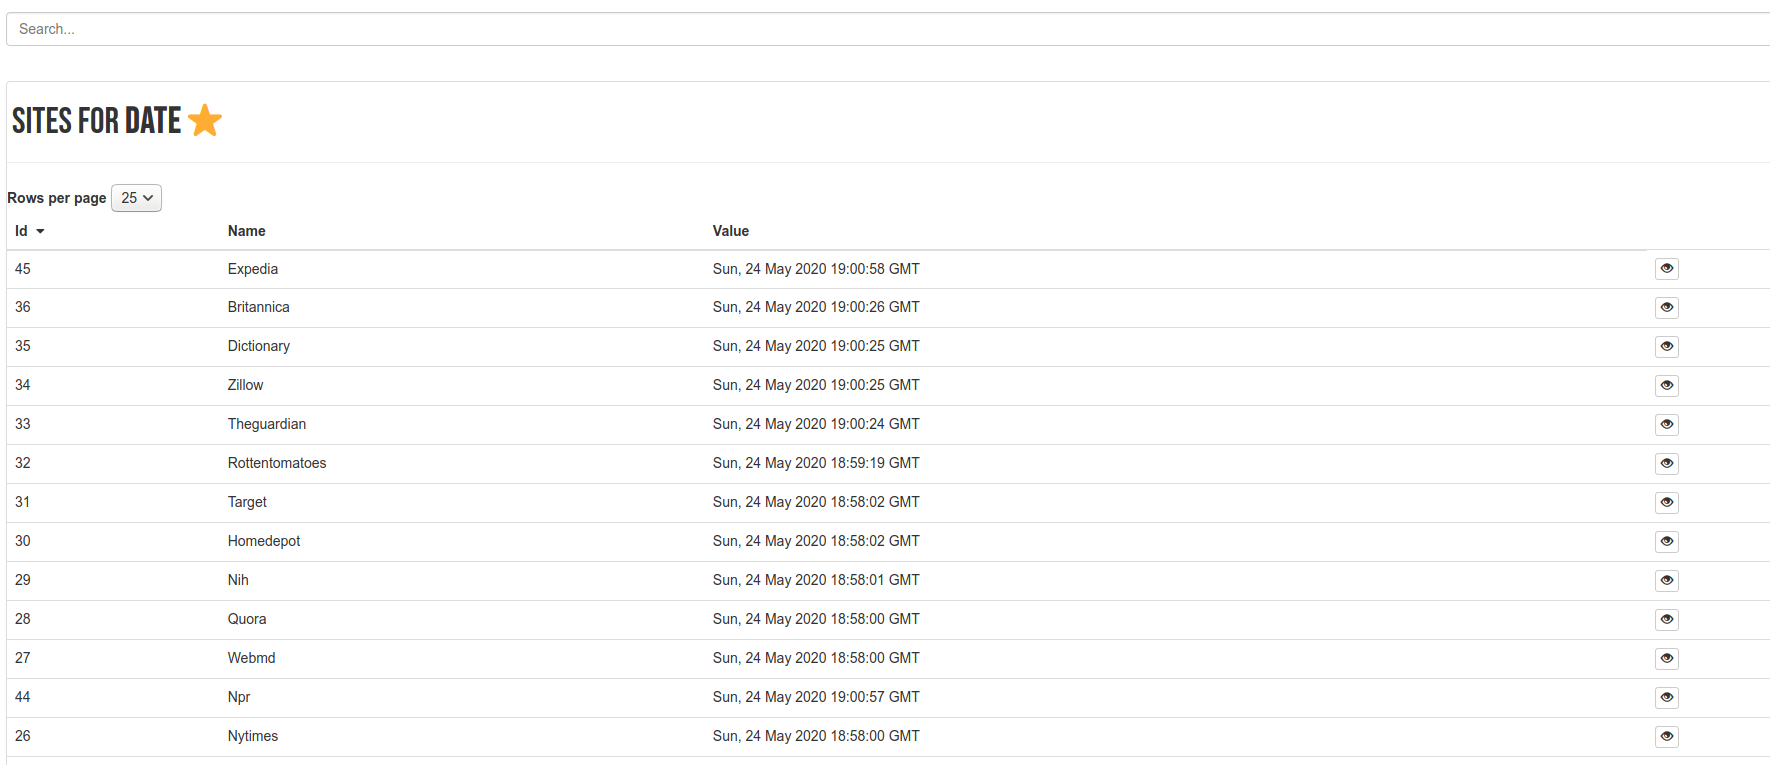 Search...
SITES FOR DATE
Rows per page 25
Id Name Value
45 Expedia Sun, 24 May 2020 19:00:58 GMT
36 Britannica Sun, 24 May 2020 19:00:26 GMT
35 Dictionary Sun, 24 May 2020 19:00:25 GMT
34 Zillow Sun, 24 May 2020 19:00:25 GMT
33 Theguardian Sun, 24 May 2020 19:00:24 GMT
32 Rottentomatoes Sun, 24 May 2020 18:59:19 GMT
31 Target Sun, 24 May 2020 18:58:02 GMT
30 Homedepot Sun, 24 May 2020 18:58:02 GMT
29 Nih Sun, 24 May 2020 18:58:01 GMT
28 Quora Sun, 24 May 2020 18:58:00 GMT
27 Webmd Sun, 24 May 2020 18:58:00 GMT
44 Npr Sun, 24 May 2020 19:00:57 GMT
26 Nytimes Sun, 24 May 2020 18:58:00 GMT